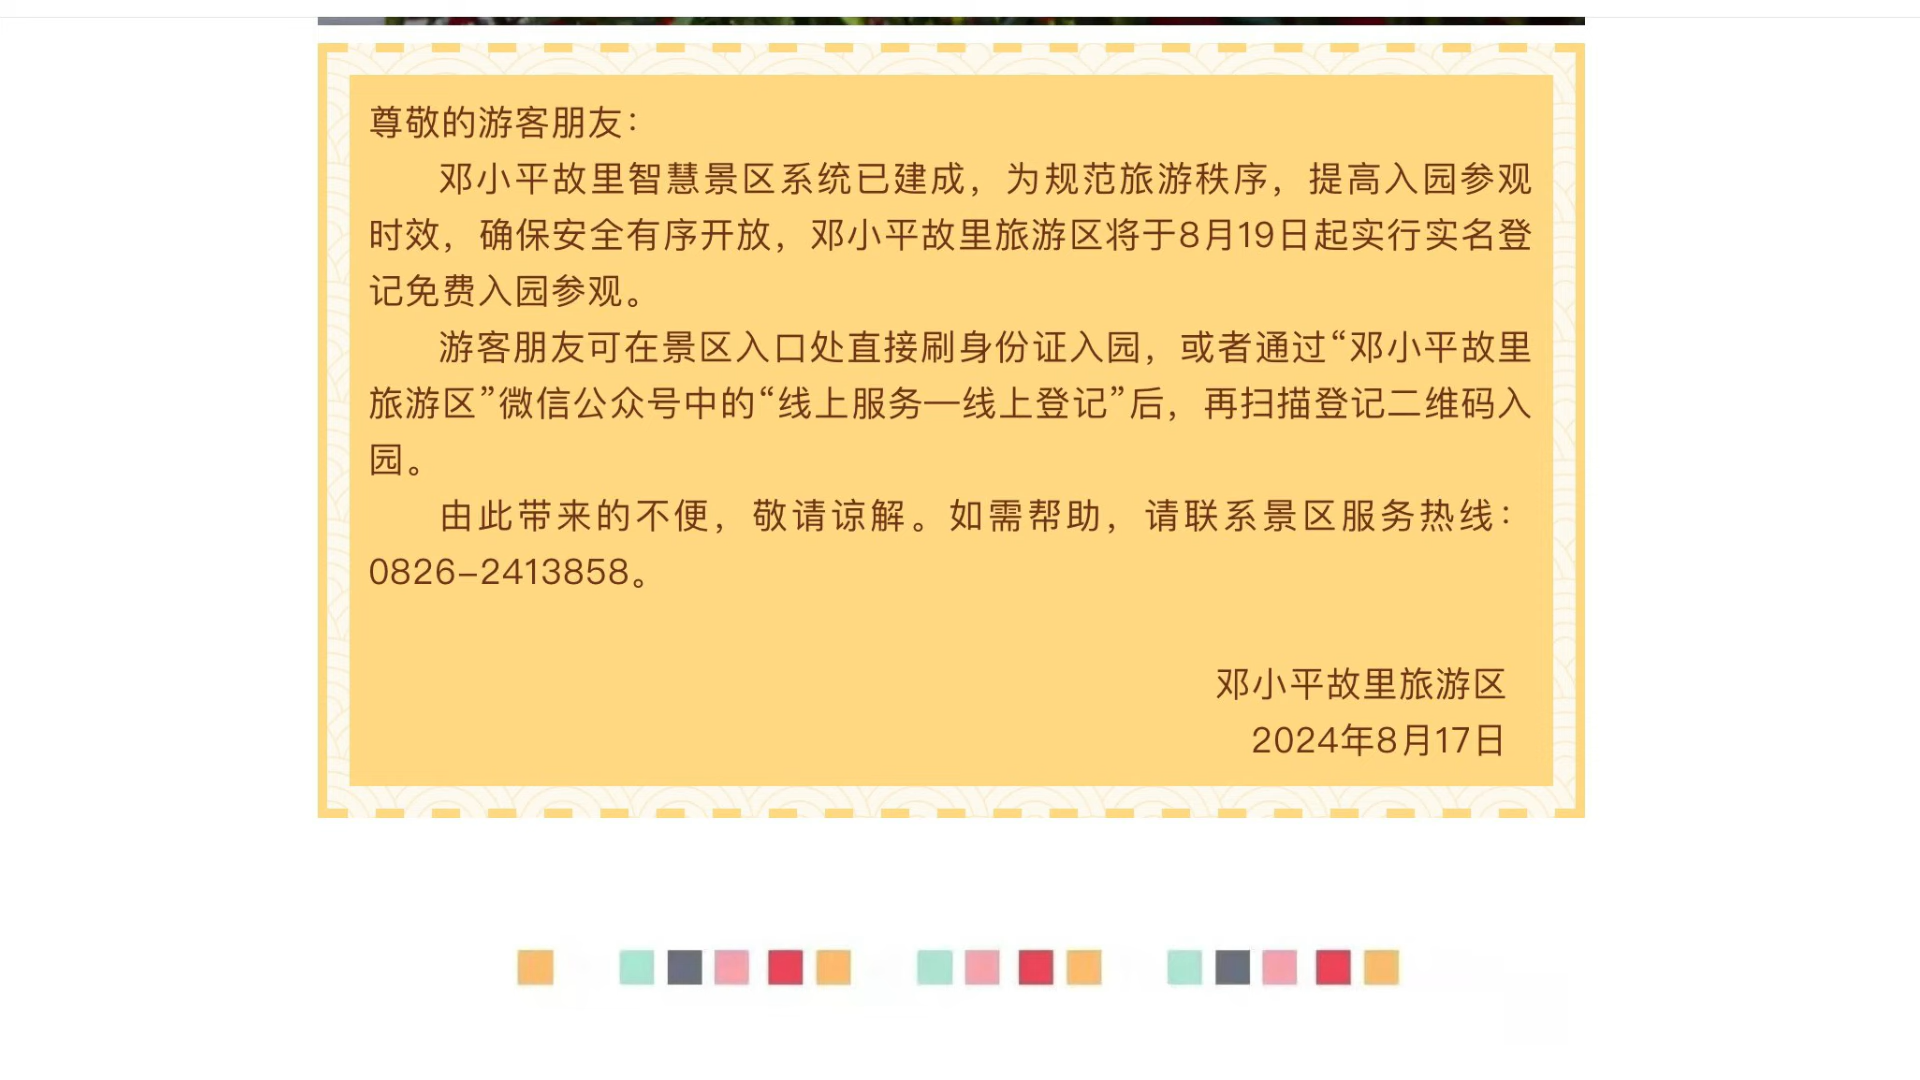 尊敬的游客朋友：
邓小平故里智慧景区系统已建成，为规范旅游秩序，提高入园参观
时效，确保安全有序开放，邓小平故里旅游区将于8月19日起实行实名登
记免费入园参观。
游客朋友可在景区入口处直接刷身份证入园，或者通过“邓小平故里
旅游区”微信公众号中的“线上服务—线上登记”后，再扫描登记二维码入
园。
由此带来的不便，敬请谅解。如需帮助，请联系景区服务热线：
0826-2413858。
邓小平故里旅游区
2024年8月17日